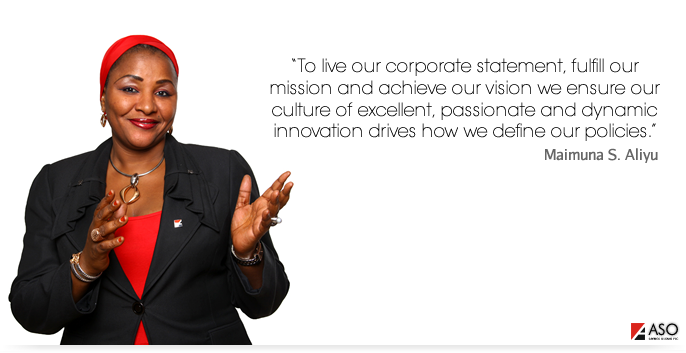 “To live our corporate statement, fulfill our
mission and achieve our vision we ensure our
culture of excellent, passionate and dynamic
innovation drives how we define our policies.”
Maimuna S. Aliyu
ASO